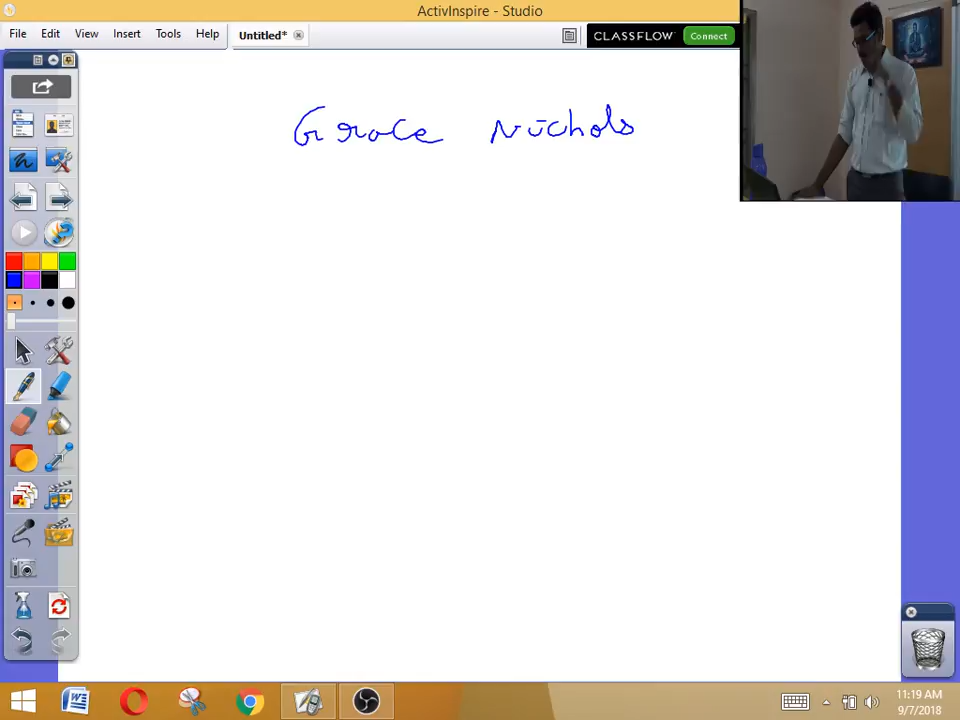 ActivInspire - Studio
File Edit View Insert Tools Help Untitled* CLASSFLOW Connect
Grace Nichols
11:19 AM
9/7/2018